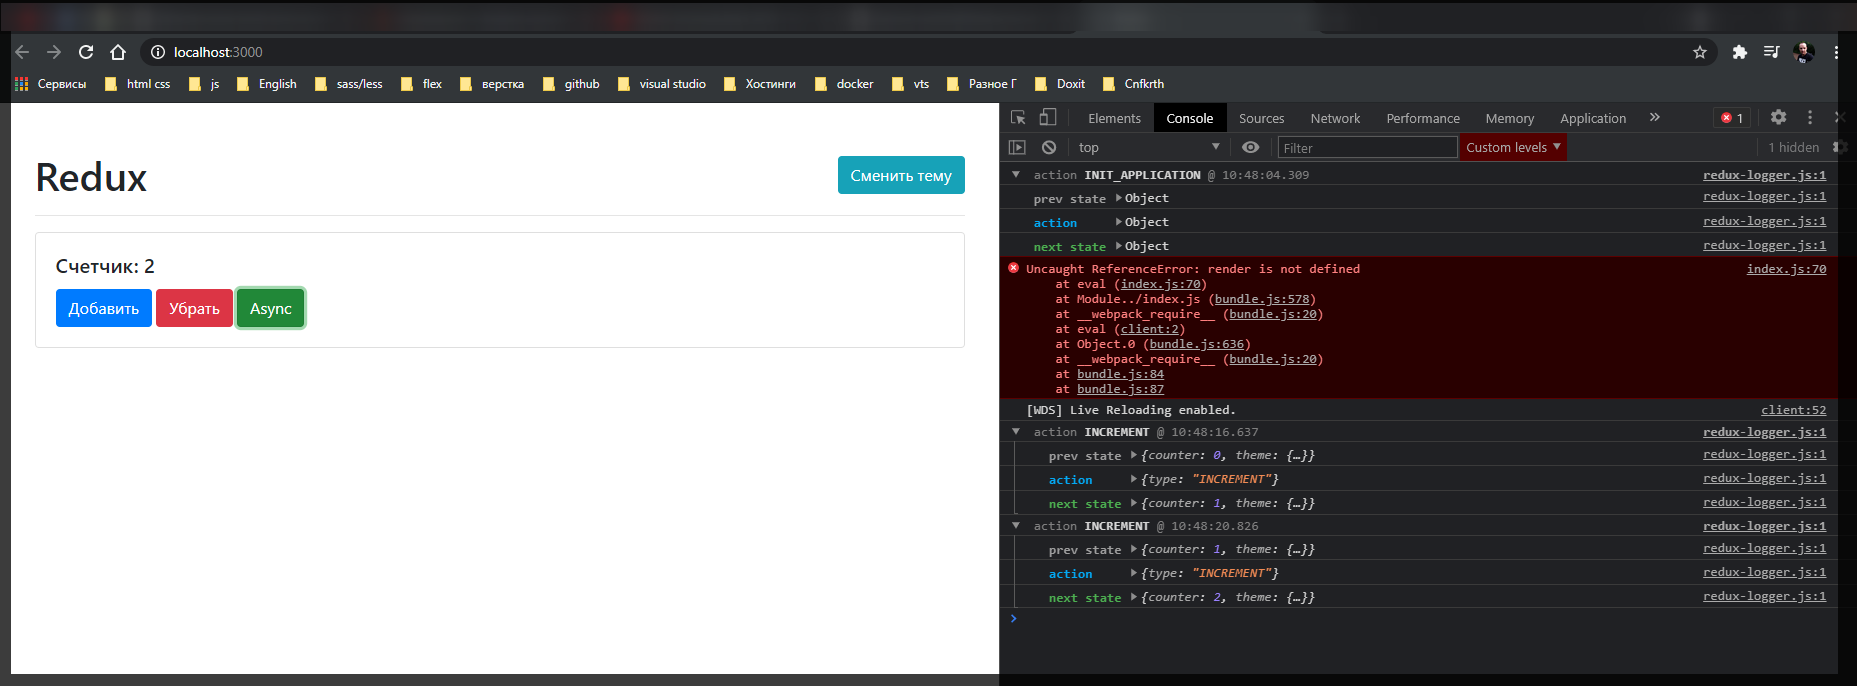 localhost:3000
Сервисы html css js English sass/less flex верстка github visual studio Хостинги docker vts Разное Г Doxit Cnfkrth
Redux
Сменить тему
Счетчик: 2
Добавить Убрать Async
Elements Console Sources Network Performance Memory Application » 1
top Filter Custom levels 1 hidden
action INIT_APPLICATION @ 10:48:04.309 redux-logger.js:1
prev state Object redux-logger.js:1
action Object redux-logger.js:1
next state Object redux-logger.js:1
Uncaught ReferenceError: render is not defined index.js:70
at eval (index.js:70)
at Module../index.js (bundle.js:578)
at __webpack_require__ (bundle.js:20)
at eval (client:2)
at Object.0 (bundle.js:636)
at __webpack_require__ (bundle.js:20)
at bundle.js:84
at bundle.js:87
[WDS] Live Reloading enabled. client:52
action INCREMENT @ 10:48:16.637 redux-logger.js:1
prev state {counter: 0, theme: {…}} redux-logger.js:1
action {type: "INCREMENT"} redux-logger.js:1
next state {counter: 1, theme: {…}} redux-logger.js:1
action INCREMENT @ 10:48:20.826 redux-logger.js:1
prev state {counter: 1, theme: {…}} redux-logger.js:1
action {type: "INCREMENT"} redux-logger.js:1
next state {counter: 2, theme: {…}} redux-logger.js:1